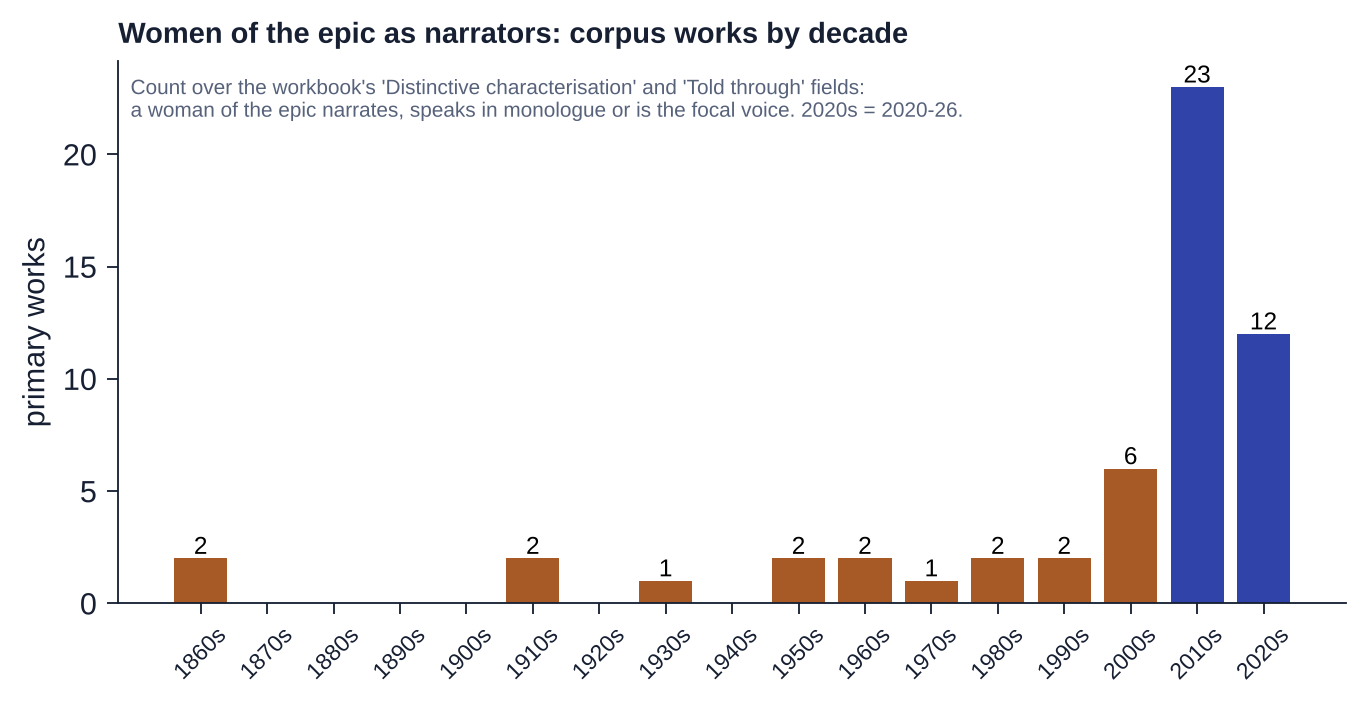 Women of the epic as narrators: corpus works by decade
Count over the workbook's 'Distinctive characterisation' and 'Told through' fields:
a woman of the epic narrates, speaks in monologue or is the focal voice. 2020s = 2020-26.
primary works
20
15
10
5
0
2
2
1
2
2
1
2
2
6
23
12
1860s
1870s
1880s
1890s
1900s
1910s
1920s
1930s
1940s
1950s
1960s
1970s
1980s
1990s
2000s
2010s
2020s